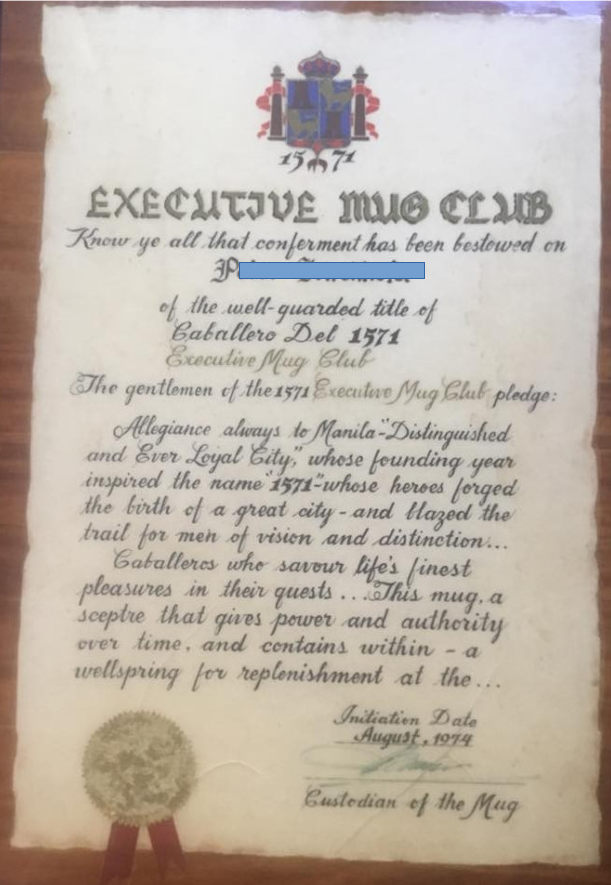 1571
EXECUTIVE MUG CLUB
Know ye all that conferment has been bestowed on
of the well-guarded title of
Caballero Del 1571
Executive Mug Club
The gentlemen of the 1571 Executive Mug Club pledge:
Allegiance always to Manila-"Distinguished
and Ever Loyal City," whose founding year
inspired the name "1571"-whose heroes forged
the birth of a great city - and blazed the
trail for men of vision and distinction...
Caballeros who savour life's finest
pleasures in their quests ... This mug, a
sceptre that gives power and authority
over time, and contains within - a
wellspring for replenishment at the...
Initiation Date
August, 1974
Custodian of the Mug